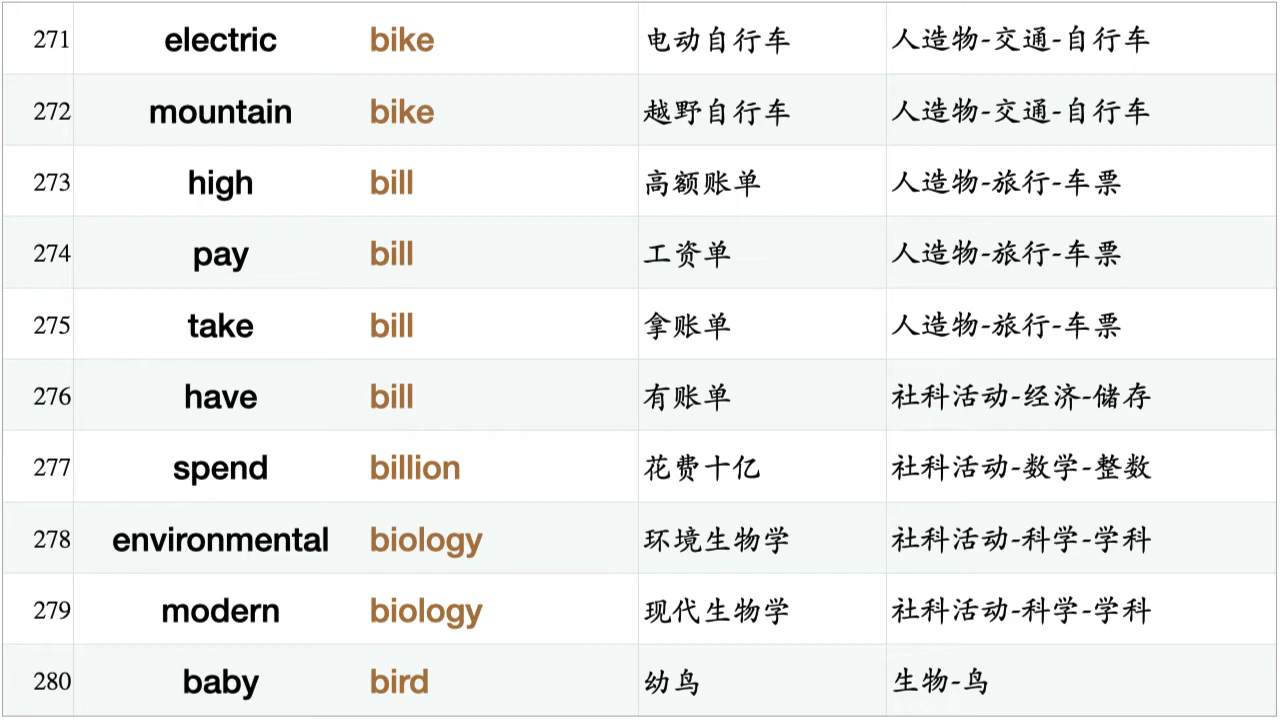 271 electric bike 电动自行车 人造物-交通-自行车
272 mountain bike 越野自行车 人造物-交通-自行车
273 high bill 高额账单 人造物-旅行-车票
274 pay bill 工资单 人造物-旅行-车票
275 take bill 拿账单 人造物-旅行-车票
276 have bill 有账单 社科活动-经济-储存
277 spend billion 花费十亿 社科活动-数学-整数
278 environmental biology 环境生物学 社科活动-科学-学科
279 modern biology 现代生物学 社科活动-科学-学科
280 baby bird 幼鸟 生物-鸟